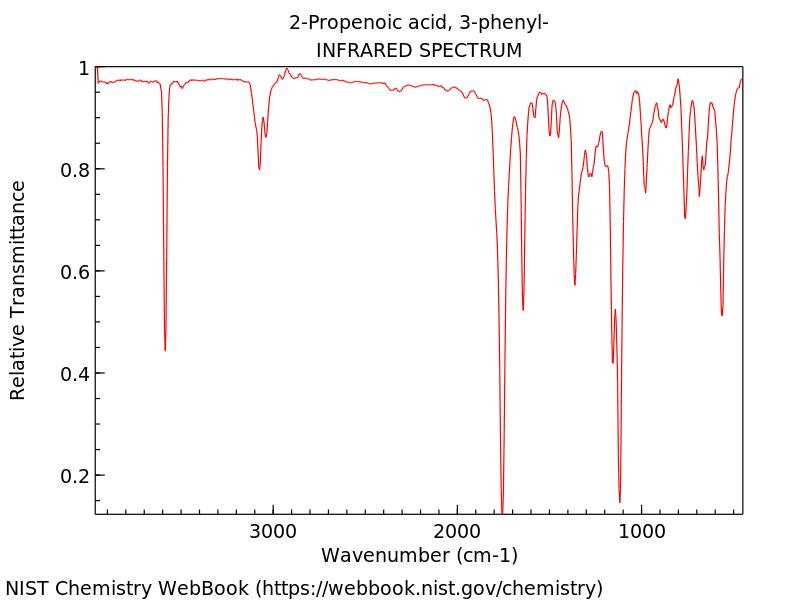 2-Propenoic acid, 3-phenyl-
INFRARED SPECTRUM
1
0.8
0.6
0.4
0.2
Relative Transmittance
3000 2000 1000
Wavenumber (cm-1)
NIST Chemistry WebBook (https://webbook.nist.gov/chemistry)